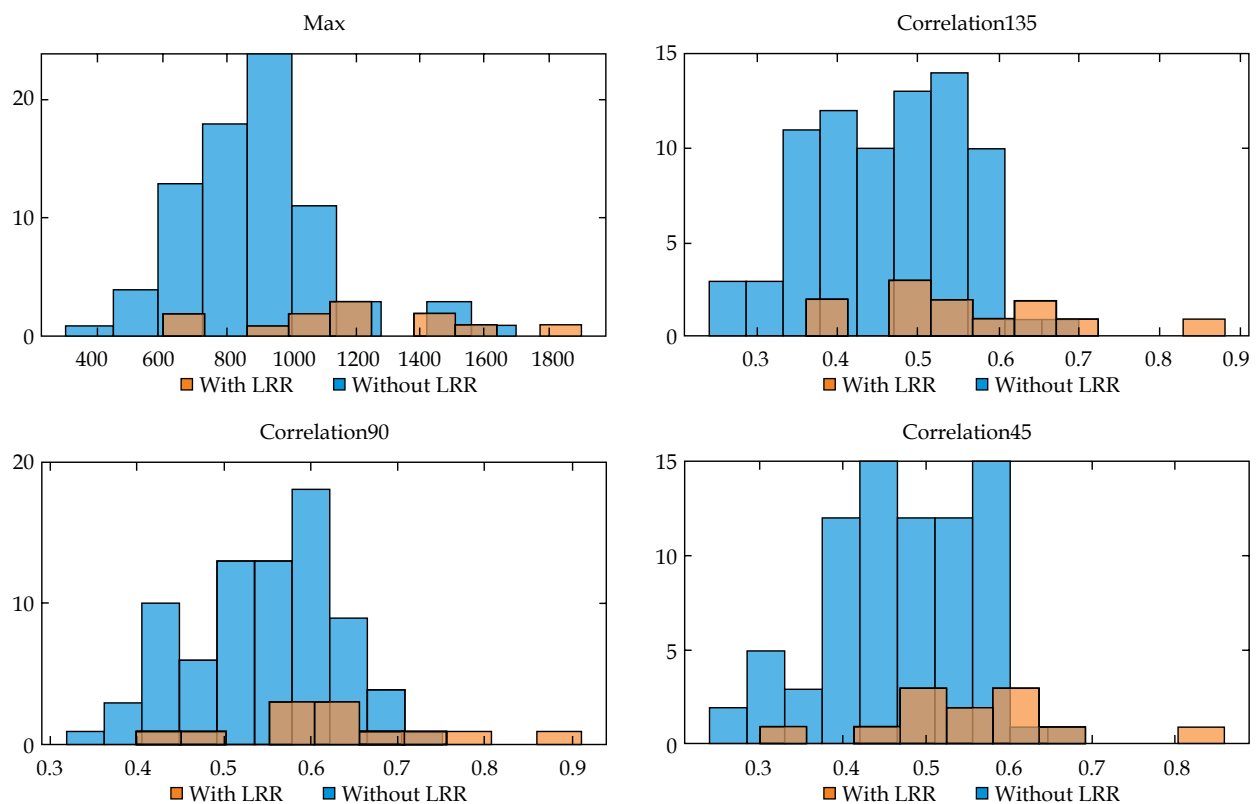 Max
20
10
0
400 600 800 1000 1200 1400 1600 1800
With LRR Without LRR
Correlation135
15
10
5
0
0.3 0.4 0.5 0.6 0.7 0.8 0.9
With LRR Without LRR
Correlation90
20
10
0
0.3 0.4 0.5 0.6 0.7 0.8 0.9
With LRR Without LRR
Correlation45
15
10
5
0
0.3 0.4 0.5 0.6 0.7 0.8
With LRR Without LRR